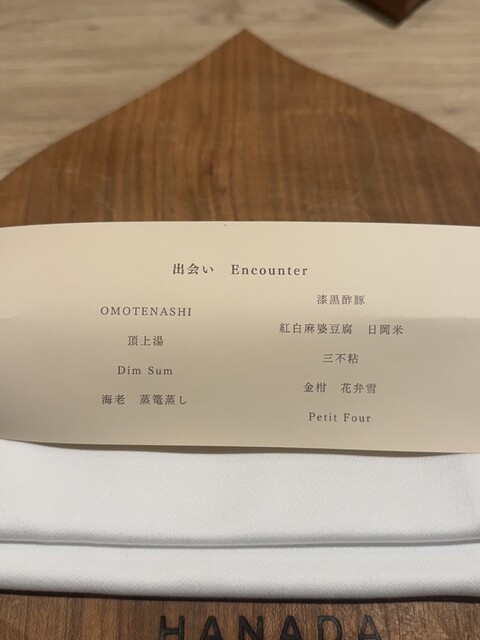 出会い Encounter
OMOTENASHI
頂上湯
Dim Sum
海老 蒸篭蒸し
漆黒酢豚
紅白麻婆豆腐 日岡米
三不粘
金柑 花弁雪
Petit Four
HANADA